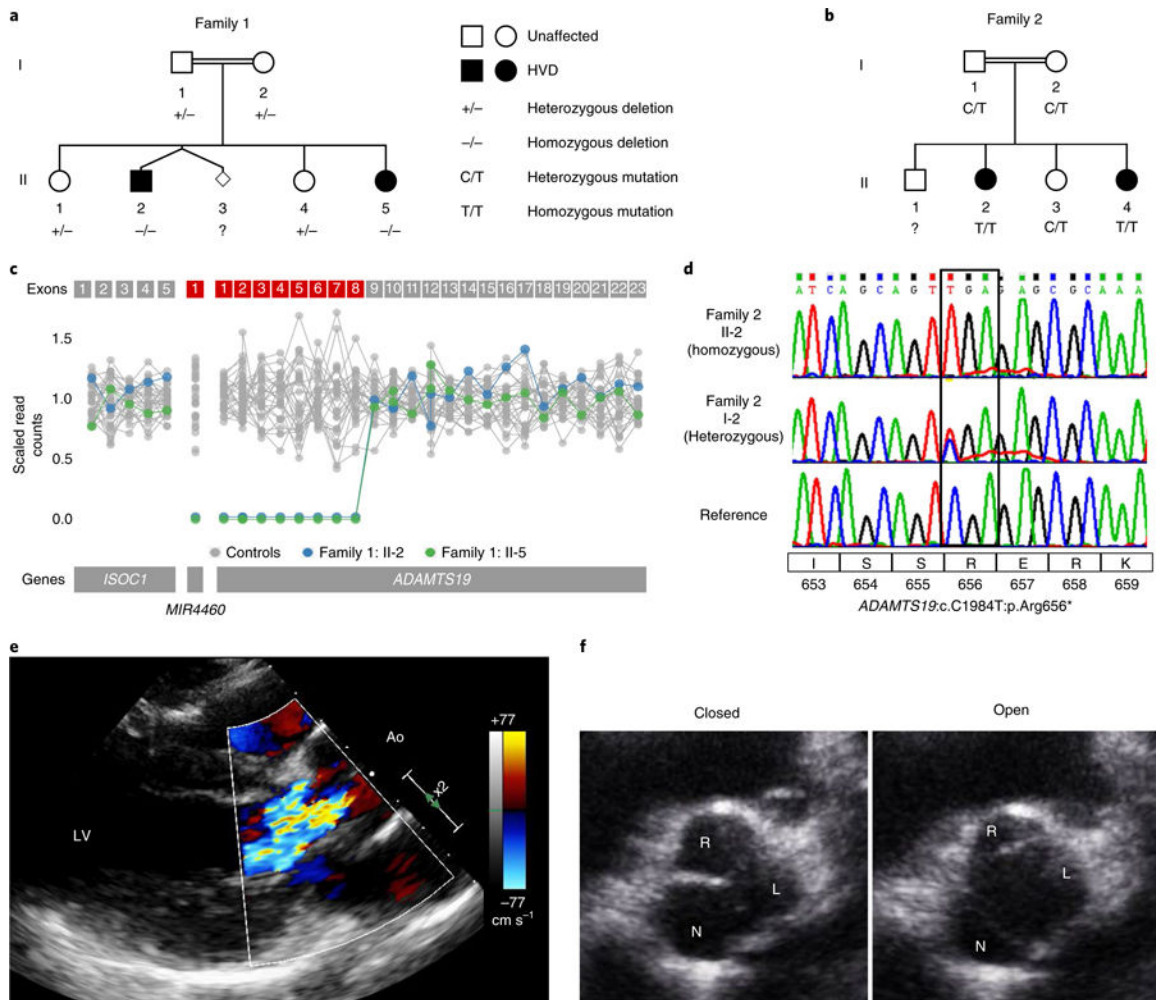 a
Family 1
I
1 2
+/– +/–
II
1 2 3 4 5
+/– –/– ? +/– –/–
Unaffected
HVD
+/– Heterozygous deletion
–/– Homozygous deletion
C/T Heterozygous mutation
T/T Homozygous mutation
b
Family 2
I
1 2
C/T C/T
II
1 2 3 4
? T/T C/T T/T
c
Exons 1 2 3 4 5 1 1 2 3 4 5 6 7 8 9 10 11 12 13 14 15 16 17 18 19 20 21 22 23
1.5
1.0
0.5
0.0
Scaled read
counts
Controls Family 1: II-2 Family 1: II-5
Genes ISOC1 ADAMTS19
MIR4460
d
A T C A G C A G T T G A G A G C G C A A A
Family 2
II-2
(homozygous)
Family 2
I-2
(Heterozygous)
Reference
I S S R E R K
653 654 655 656 657 658 659
ADAMTS19:c.C1984T:p.Arg656*
e
+77
Ao
x2
LV
–77
cm s⁻¹
f
Closed Open
R R
L L
N N